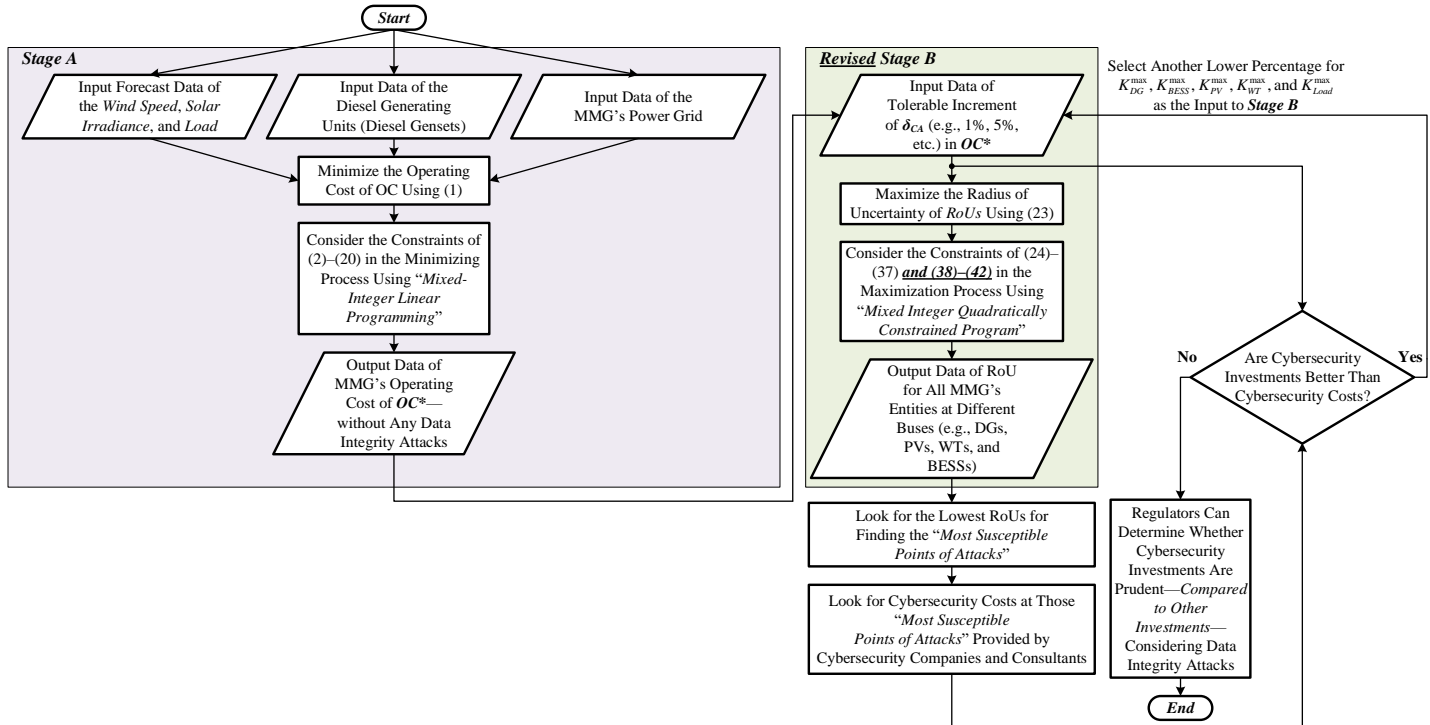 Start
Stage A
Input Forecast Data of
the Wind Speed, Solar
Irradiance, and Load
Input Data of the
Diesel Generating
Units (Diesel Gensets)
Input Data of the
MMG's Power Grid
Minimize the Operating
Cost of OC Using (1)
Consider the Constraints of
(2)–(20) in the Minimizing
Process Using “Mixed-
Integer Linear
Programming”
Output Data of
MMG's Operating
Cost of OC*—
without Any Data
Integrity Attacks
Revised Stage B
Input Data of
Tolerable Increment
of δCA (e.g., 1%, 5%,
etc.) in OC*
Maximize the Radius of
Uncertainty of RoUs Using (23)
Consider the Constraints of (24)–
(37) and (38)–(42) in the
Maximization Process Using
“Mixed Integer Quadratically
Constrained Program”
Output Data of RoU
for All MMG's
Entities at Different
Buses (e.g., DGs,
PVs, WTs, and
BESSs)
Look for the Lowest RoUs for
Finding the “Most Susceptible
Points of Attacks”
Look for Cybersecurity Costs at Those
“Most Susceptible
Points of Attacks” Provided by
Cybersecurity Companies and Consultants
Select Another Lower Percentage for
K_DG^max, K_BESS^max, K_PV^max, K_WT^max, and K_Load^max
as the Input to Stage B
No
Are Cybersecurity
Investments Better Than
Cybersecurity Costs?
Yes
Regulators Can
Determine Whether
Cybersecurity
Investments Are
Prudent—Compared
to Other
Investments—
Considering Data
Integrity Attacks
End